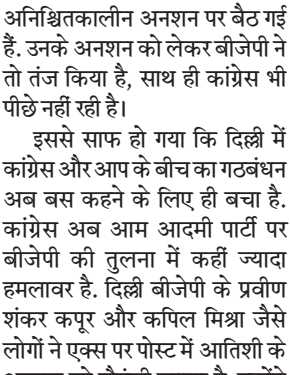 अनिश्चितकालीन अनशन पर बैठ गई
हैं. उनके अनशन को लेकर बीजेपी ने
तो तंज किया है, साथ ही कांग्रेस भी
पीछे नहीं रही है।
इससे साफ हो गया कि दिल्ली में
कांग्रेस और आप के बीच का गठबंधन
अब बस कहने के लिए ही बचा है.
कांग्रेस अब आम आदमी पार्टी पर
बीजेपी की तुलना में कहीं ज्यादा
हमलावर है. दिल्ली बीजेपी के प्रवीण
शंकर कपूर और कपिल मिश्रा जैसे
लोगों ने एक्स पर पोस्ट में आतिशी के